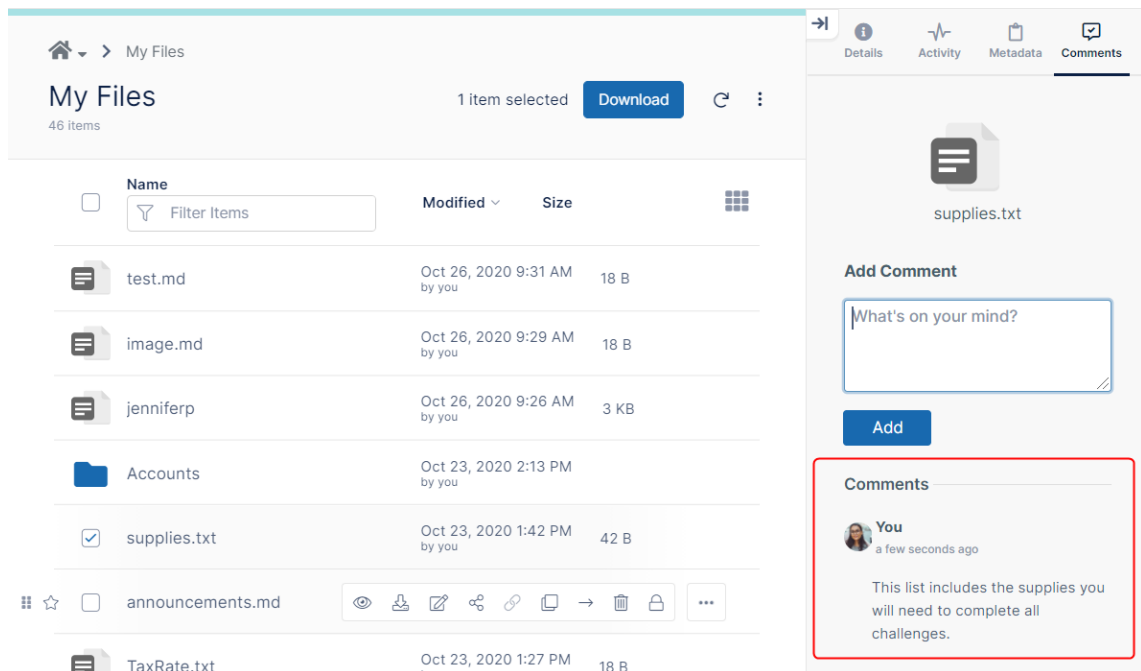 My Files
My Files
46 items
1 item selected
Download
Name
Filter Items
Modified
Size
test.md
Oct 26, 2020 9:31 AM
by you
18 B
image.md
Oct 26, 2020 9:29 AM
by you
18 B
jenniferp
Oct 26, 2020 9:26 AM
by you
3 KB
Accounts
Oct 23, 2020 2:13 PM
by you
supplies.txt
Oct 23, 2020 1:42 PM
by you
42 B
announcements.md
TaxRate.txt
Oct 23, 2020 1:27 PM
18 B
Details
Activity
Metadata
Comments
supplies.txt
Add Comment
What's on your mind?
Add
Comments
You
a few seconds ago
This list includes the supplies you
will need to complete all
challenges.